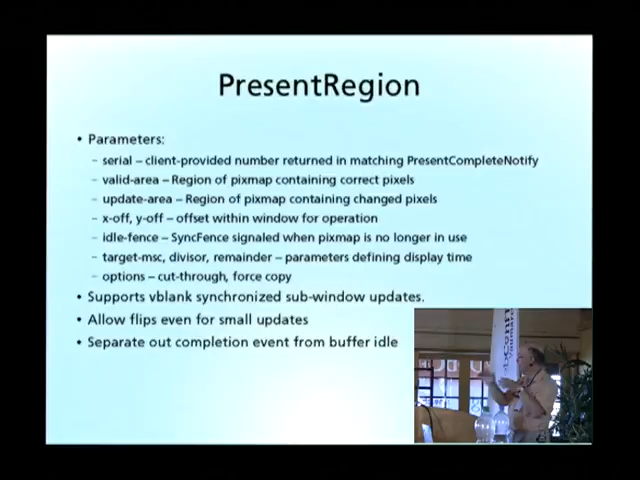 PresentRegion
• Parameters:
– serial – client-provided number returned in matching PresentCompleteNotify
– valid-area – Region of pixmap containing correct pixels
– update-area – Region of pixmap containing changed pixels
– x-off, y-off – offset within window for operation
– idle-fence – SyncFence signaled when pixmap is no longer in use
– target-msc, divisor, remainder – parameters defining display time
– options – cut-through, force copy
• Supports vblank synchronized sub-window updates.
• Allow flips even for small updates
• Separate out completion event from buffer idle